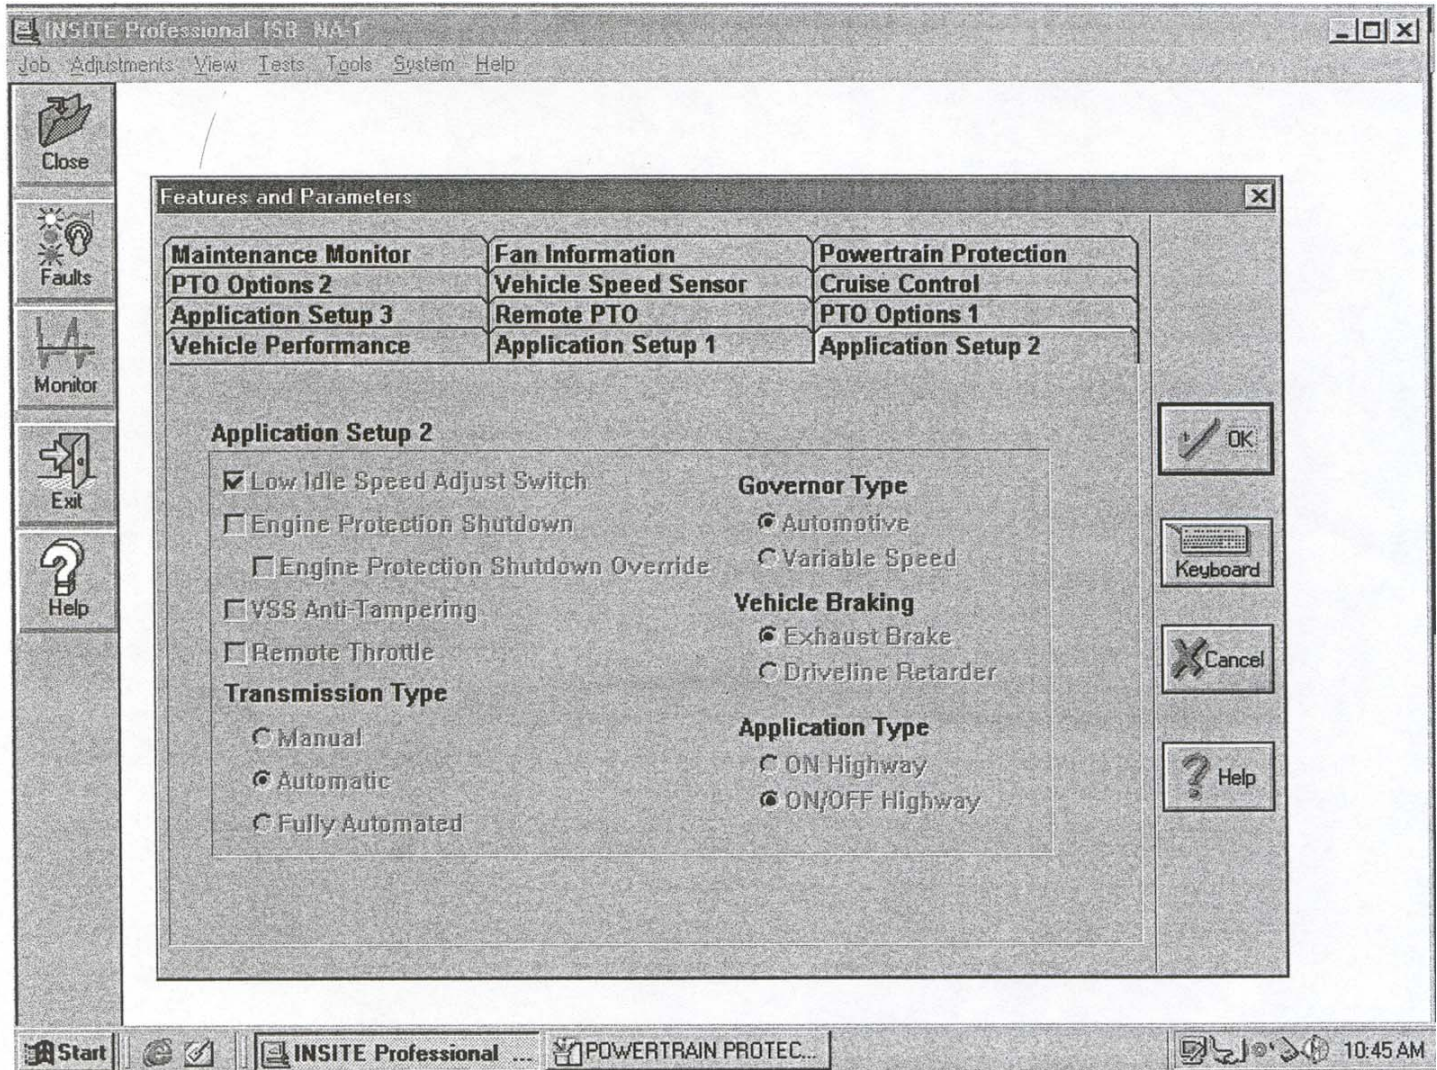 INSITE Professional ISB NA-1
Job Adjustments View Tests Tools System Help
Close
Faults
Monitor
Exit
Help
Features and Parameters
Maintenance Monitor Fan Information Powertrain Protection
PTO Options 2 Vehicle Speed Sensor Cruise Control
Application Setup 3 Remote PTO PTO Options 1
Vehicle Performance Application Setup 1 Application Setup 2
Application Setup 2
Low Idle Speed Adjust Switch
Engine Protection Shutdown
Engine Protection Shutdown Override
VSS Anti-Tampering
Remote Throttle
Transmission Type
Manual
Automatic
Fully Automated
Governor Type
Automotive
Variable Speed
Vehicle Braking
Exhaust Brake
Driveline Retarder
Application Type
ON Highway
ON/OFF Highway
OK
Keyboard
Cancel
Help
Start INSITE Professional ... POWERTRAIN PROTEC... 10:45 AM